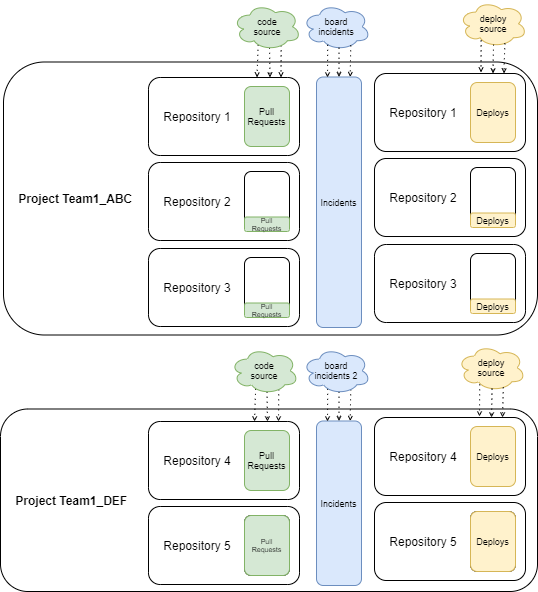 code
source
board
incidents
deploy
source
Project Team1_ABC
Repository 1
Pull
Requests
Repository 2
Pull
Requests
Repository 3
Pull
Requests
Incidents
Repository 1
Deploys
Repository 2
Deploys
Repository 3
Deploys
code
source
board
incidents 2
deploy
source
Project Team1_DEF
Repository 4
Pull
Requests
Repository 5
Pull
Requests
Incidents
Repository 4
Deploys
Repository 5
Deploys